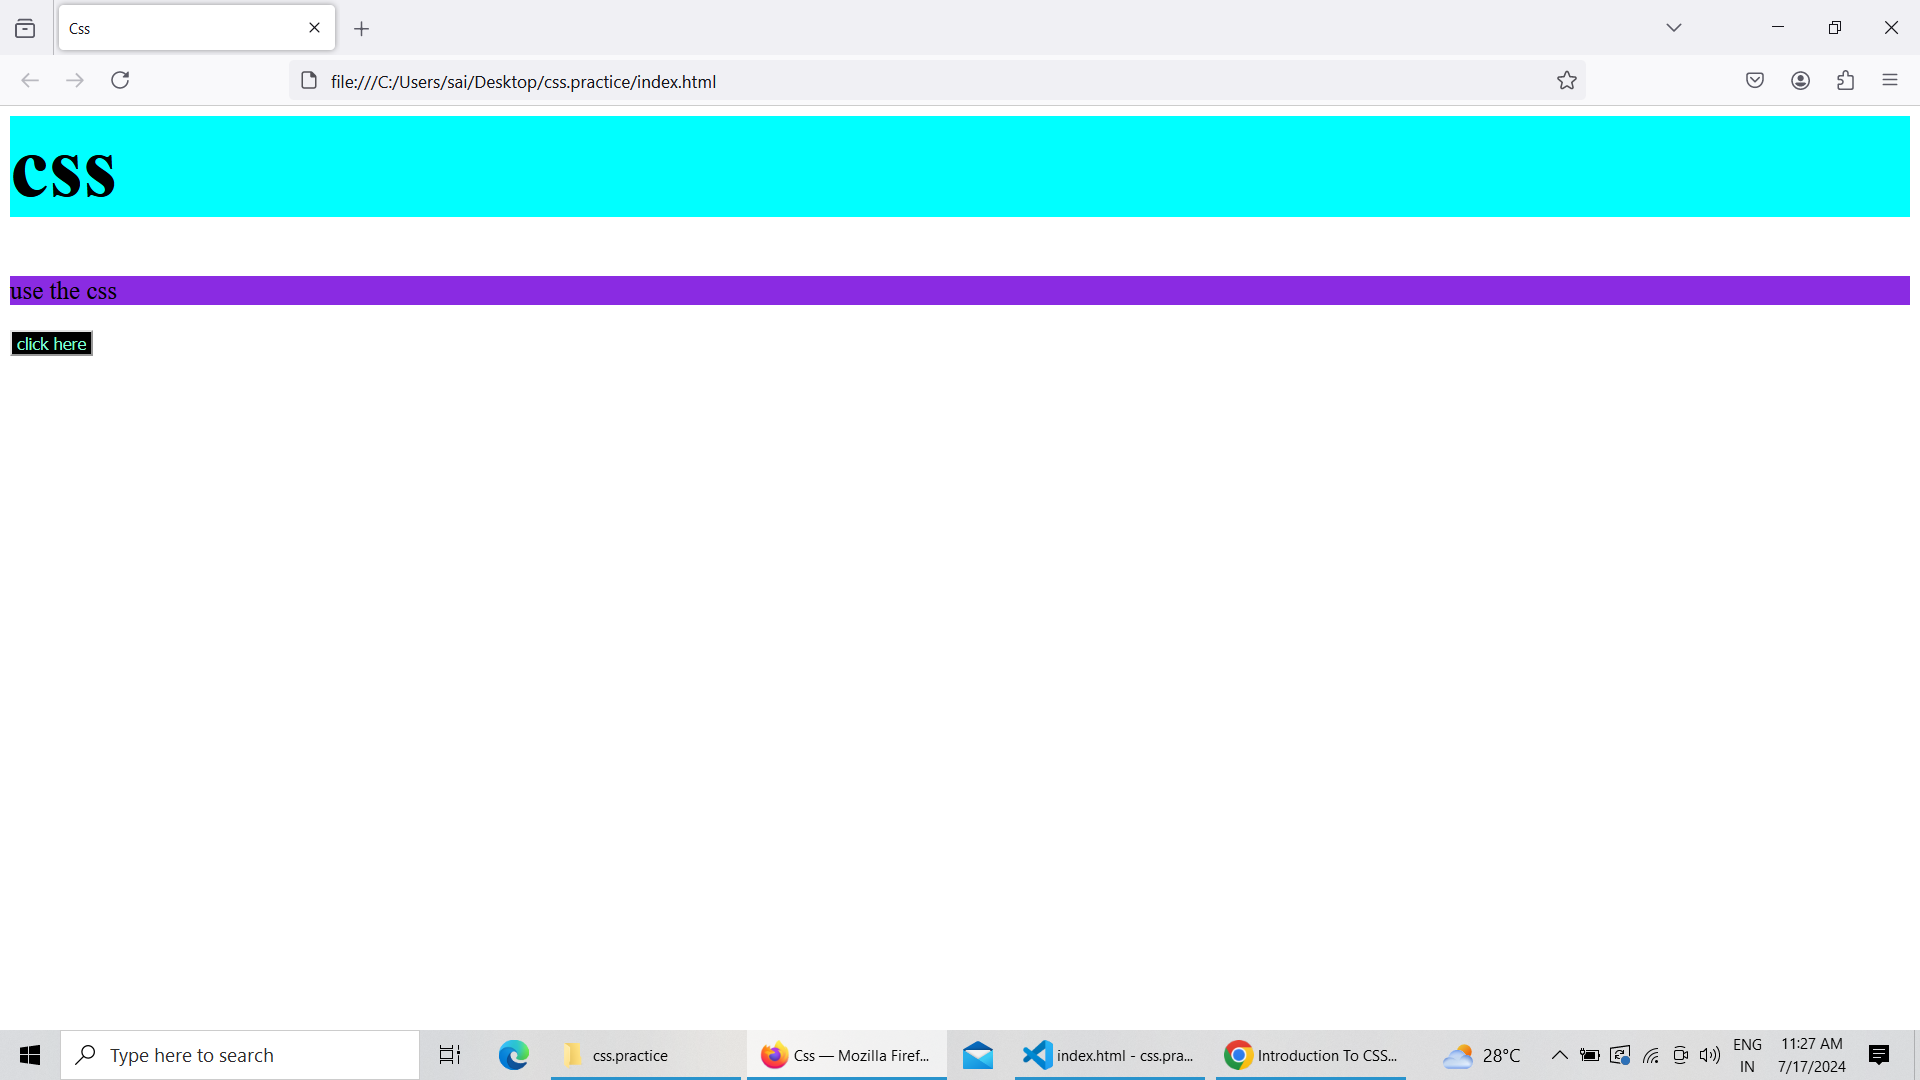 Css
file:///C:/Users/sai/Desktop/css.practice/index.html
css
use the css
click here
Type here to search
css.practice
Css — Mozilla Firef...
index.html - css.pra...
Introduction To CSS...
28°C
ENG
IN
11:27 AM
7/17/2024